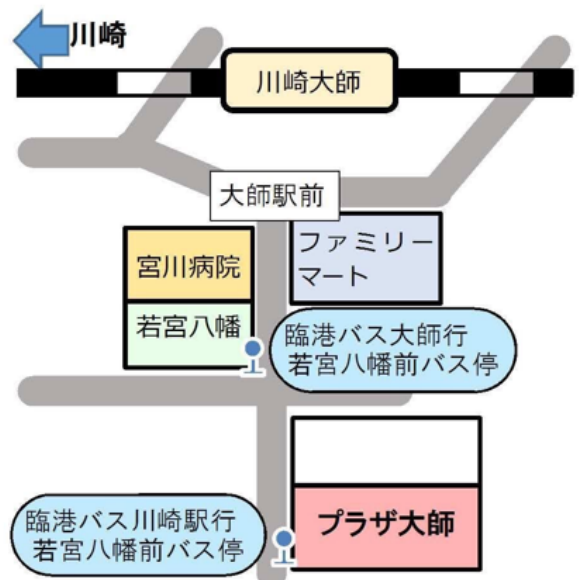 川崎
川崎大師
大師駅前
ファミリー
マート
宮川病院
若宮八幡
臨港バス大師行
若宮八幡前バス停
プラザ大師
臨港バス川崎駅行
若宮八幡前バス停